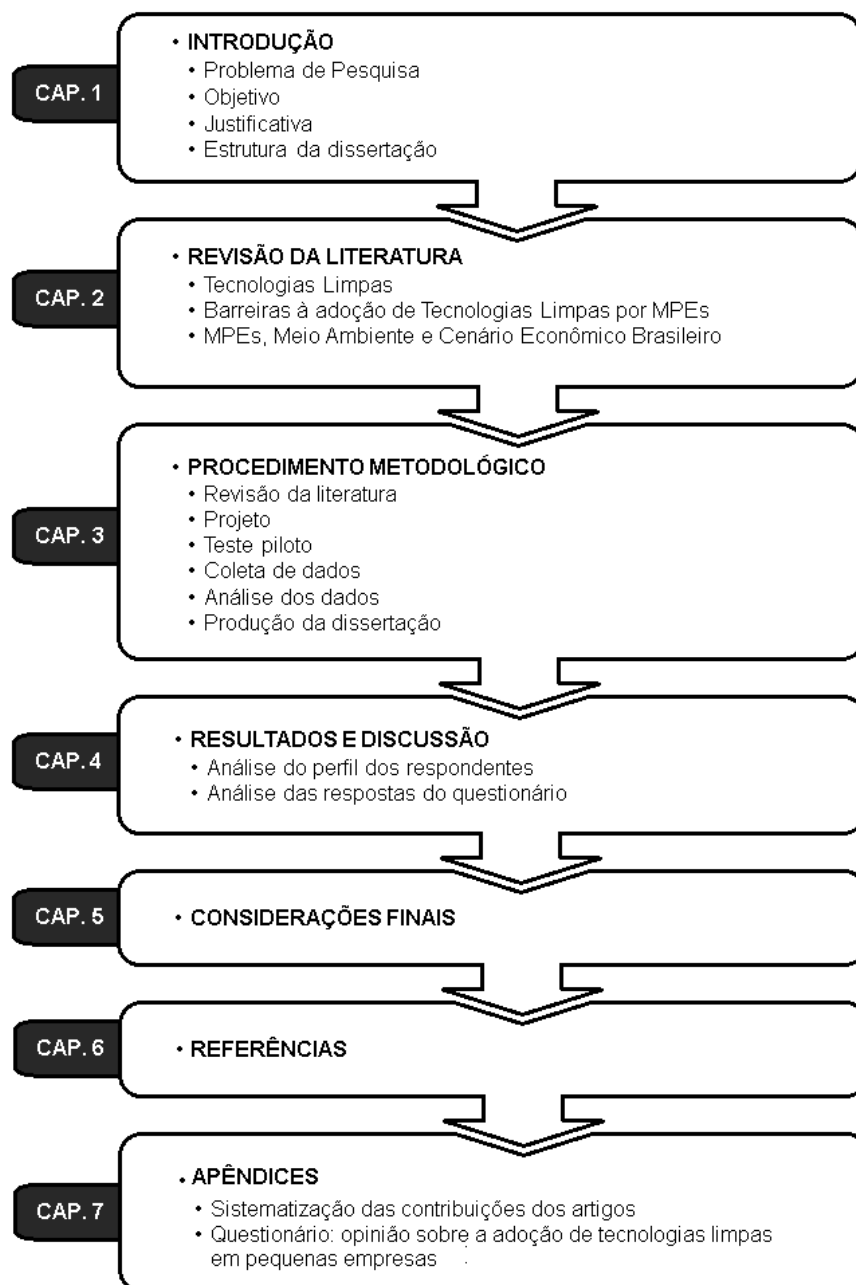 CAP. 1
• INTRODUÇÃO
• Problema de Pesquisa
• Objetivo
• Justificativa
• Estrutura da dissertação
CAP. 2
• REVISÃO DA LITERATURA
• Tecnologias Limpas
• Barreiras à adoção de Tecnologias Limpas por MPEs
• MPEs, Meio Ambiente e Cenário Econômico Brasileiro
CAP. 3
• PROCEDIMENTO METODOLÓGICO
• Revisão da literatura
• Projeto
• Teste piloto
• Coleta de dados
• Análise dos dados
• Produção da dissertação
CAP. 4
• RESULTADOS E DISCUSSÃO
• Análise do perfil dos respondentes
• Análise das respostas do questionário
CAP. 5
• CONSIDERAÇÕES FINAIS
CAP. 6
• REFERÊNCIAS
CAP. 7
• APÊNDICES
• Sistematização das contribuições dos artigos
• Questionário: opinião sobre a adoção de tecnologias limpas
em pequenas empresas